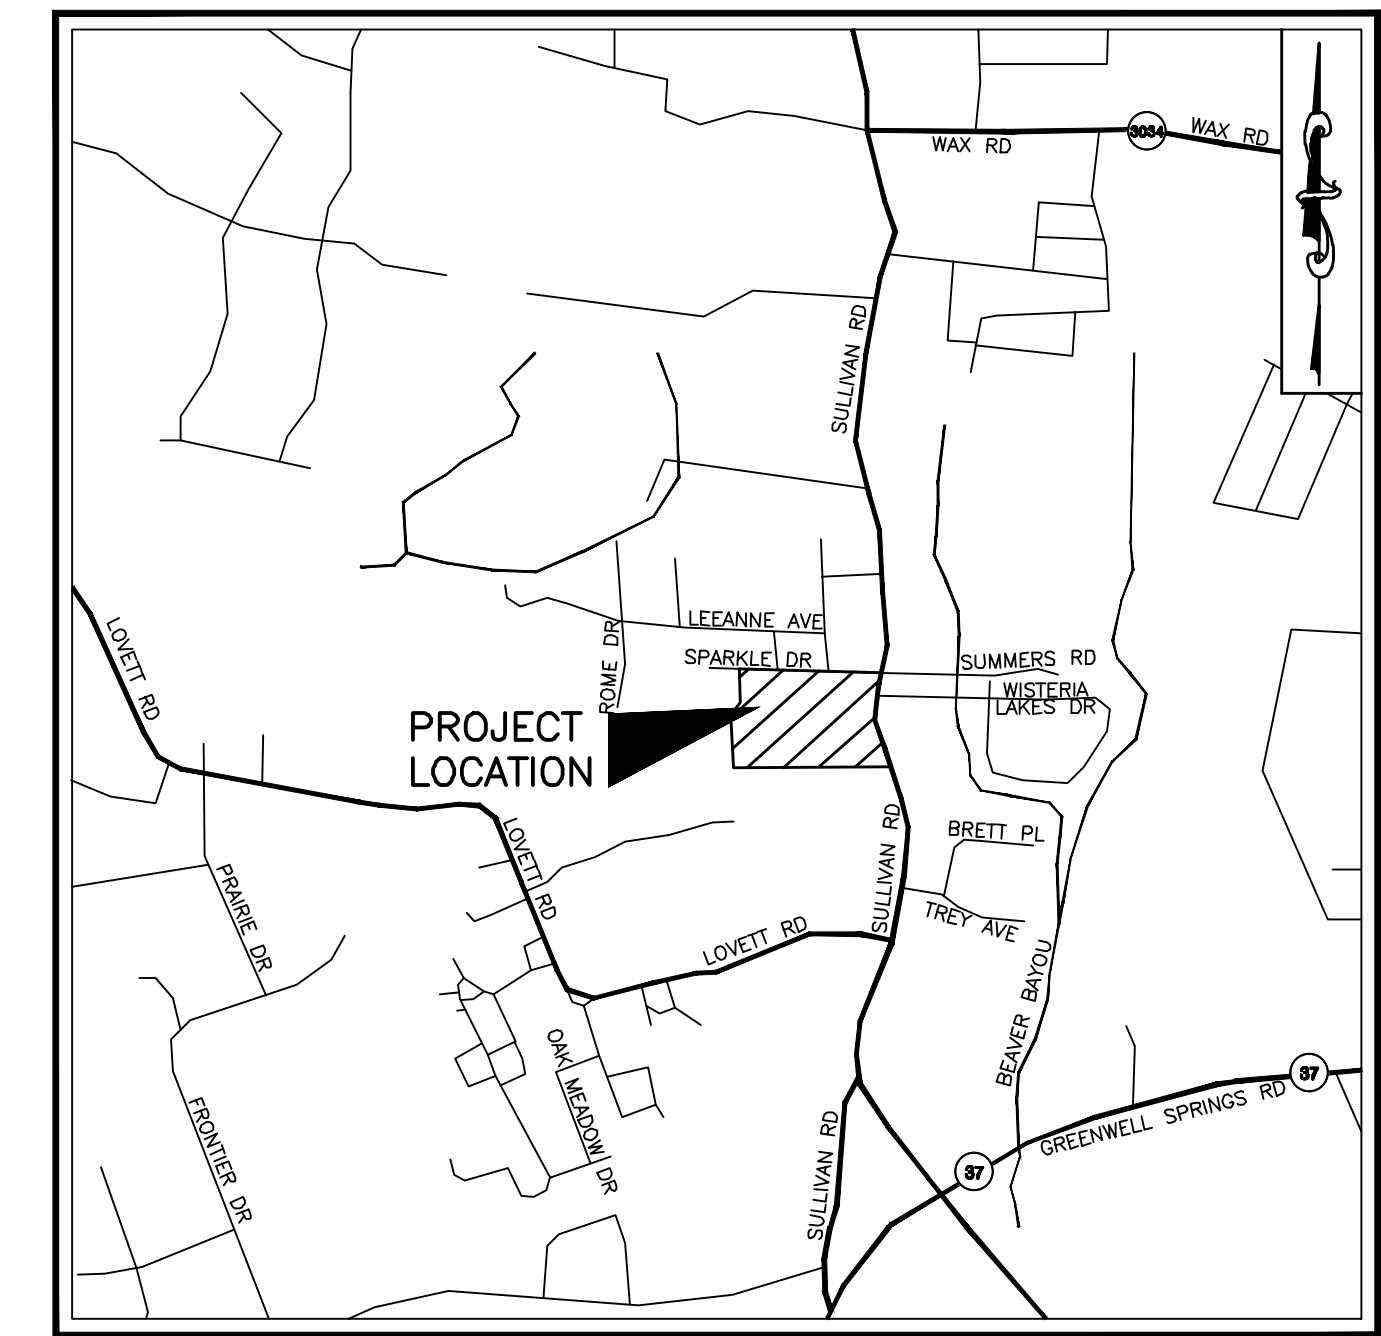 3034
WAX RD
WAX RD
SULLIVAN RD
LEEANNE AVE
ROME DR
SPARKLE DR
SUMMERS RD
WISTERIA
LAKES DR
LOVETT RD
PROJECT
LOCATION
LOVETT RD
SULLIVAN RD
BRETT PL
PRAIRIE DR
TREY AVE
LOVETT RD
BEAVER BAYOU
OAK MEADOW DR
37
GREENWELL SPRINGS RD
FRONTIER DR
SULLIVAN RD
37